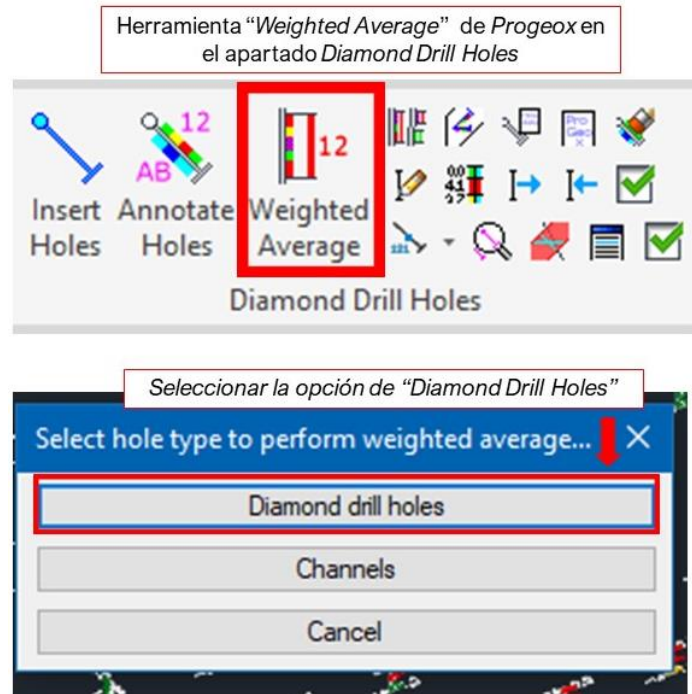 Herramienta “Weighted Average” de Progeox en
el apartado Diamond Drill Holes
12
AB
12
Insert Holes
Annotate Holes
Weighted Average
Diamond Drill Holes
Seleccionar la opción de “Diamond Drill Holes”
Select hole type to perform weighted average...
Diamond drill holes
Channels
Cancel